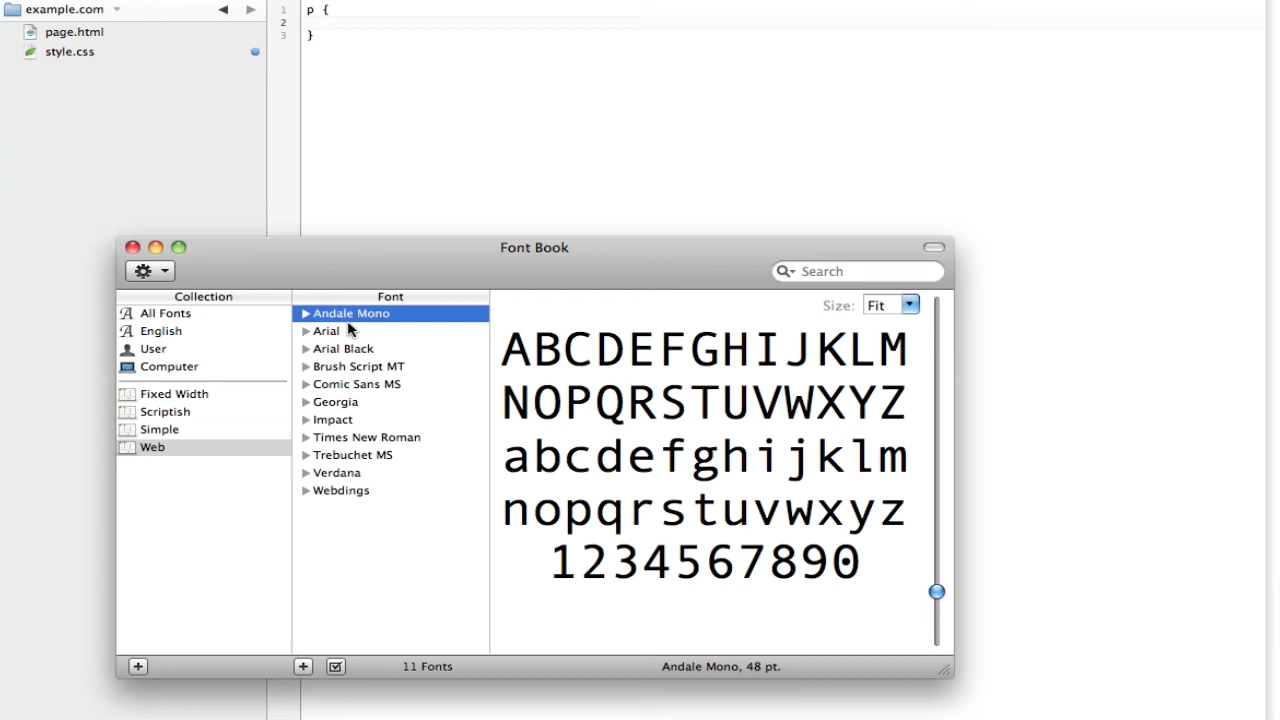 example.com
page.html
style.css
1 p {
2
3 }
Font Book
Search
Collection
All Fonts
English
User
Computer
Fixed Width
Scriptish
Simple
Web
Font
Andale Mono
Arial
Arial Black
Brush Script MT
Comic Sans MS
Georgia
Impact
Times New Roman
Trebuchet MS
Verdana
Webdings
Size: Fit
ABCDEFGHIJKLM
NOPQRSTUVWXYZ
abcdefghijklm
nopqrstuvwxyz
1234567890
11 Fonts
Andale Mono, 48 pt.